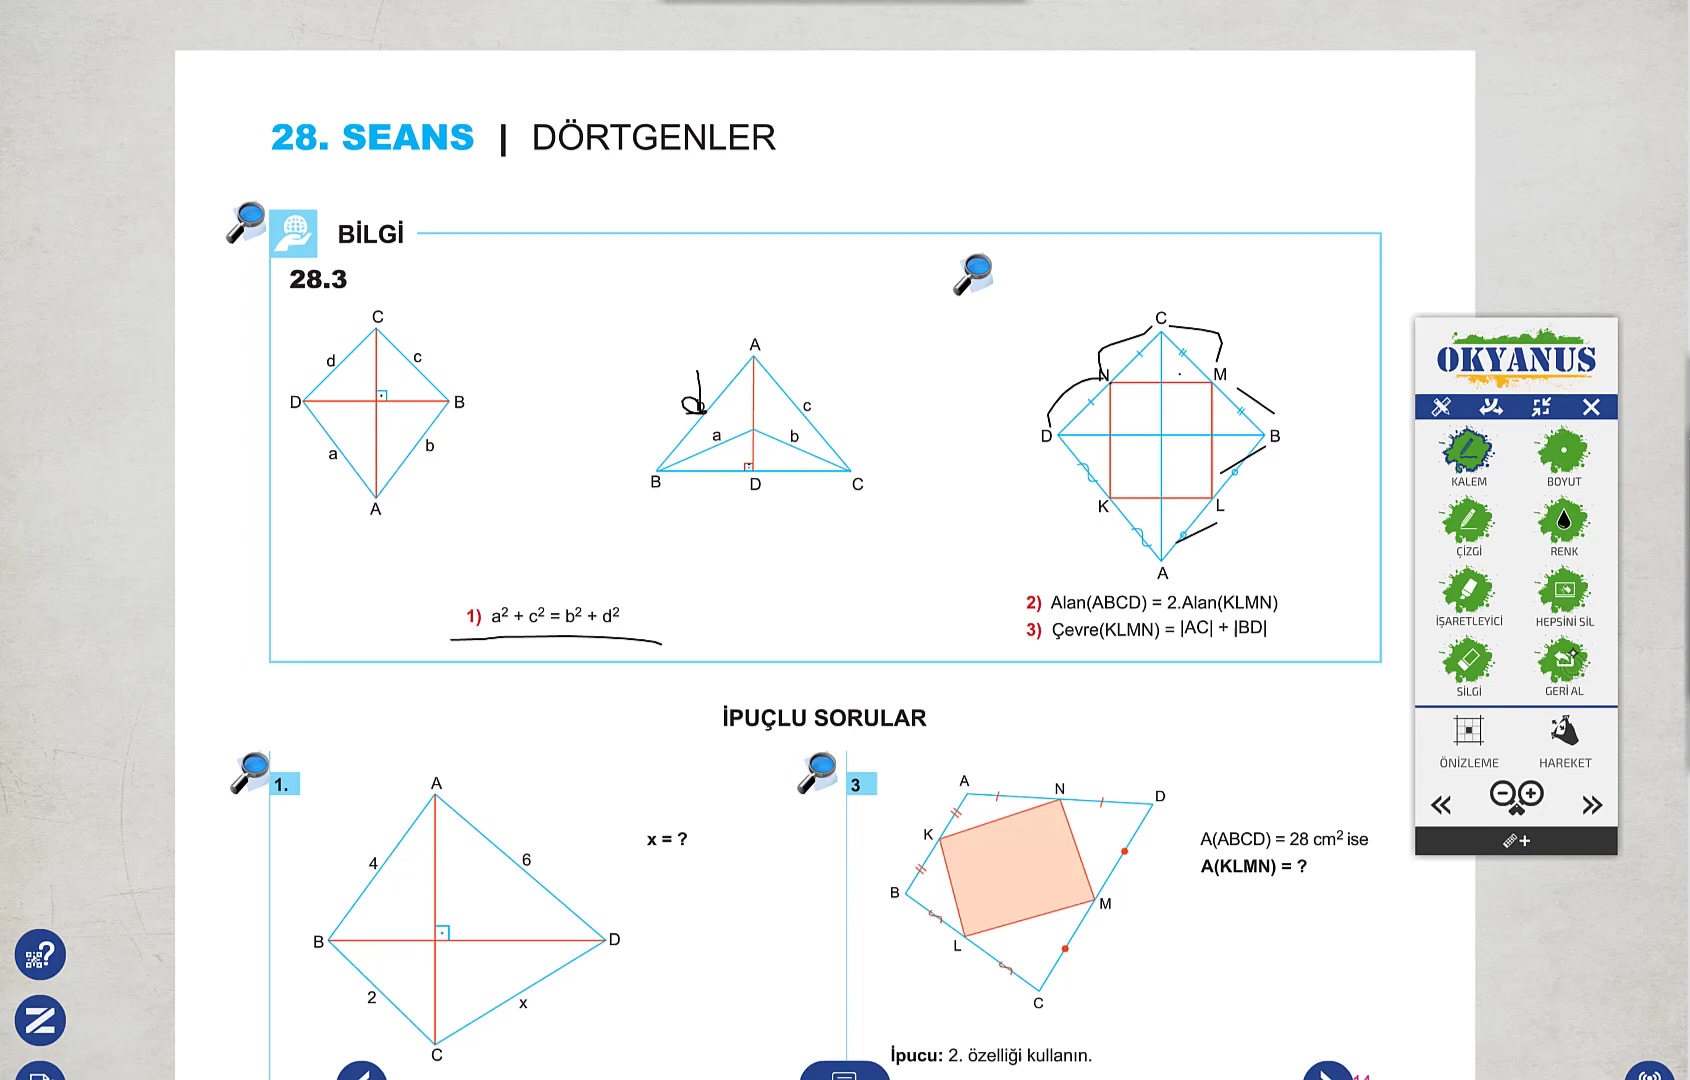 28. SEANS | DÖRTGENLER
BİLGİ
28.3
C
d
c
D
B
a
b
A
A
c
a
b
B
D
C
C
N
M
D
B
K
L
A
1) a² + c² = b² + d²
2) Alan(ABCD) = 2.Alan(KLMN)
3) Çevre(KLMN) = |AC| + |BD|
İPUÇLU SORULAR
1.
A
4
6
B
D
2
x
C
x = ?
3
A
N
D
K
B
M
L
C
A(ABCD) = 28 cm² ise
A(KLMN) = ?
İpucu: 2. özelliği kullanın.
OKYANUS
KALEM
BOYUT
ÇİZGİ
RENK
İŞARETLEYİCİ
HEPSİNİ SİL
SİLGİ
GERİ AL
ÖNİZLEME
HAREKET